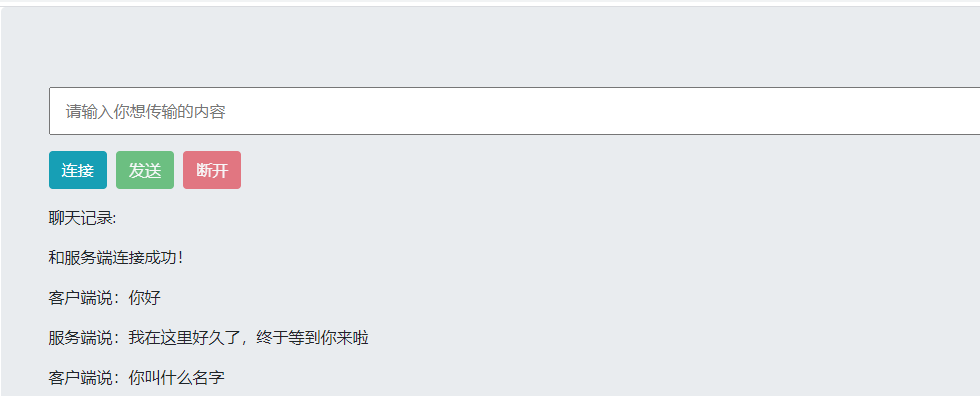 请输入你想传输的内容
连接 发送 断开
聊天记录:
和服务端连接成功！
客户端说：你好
服务端说：我在这里好久了，终于等到你来啦
客户端说：你叫什么名字